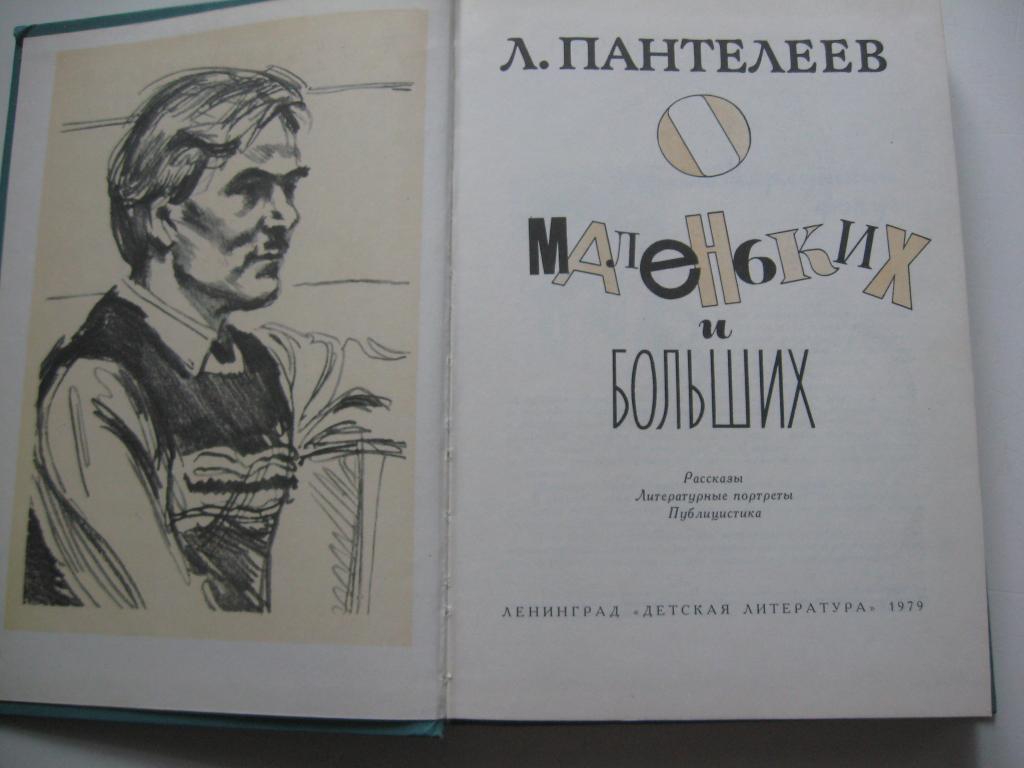 Л. ПАНТЕЛЕЕВ
О
МАЛЕНЬКИХ
и
БОЛЬШИХ
Рассказы
Литературные портреты
Публицистика
ЛЕНИНГРАД «ДЕТСКАЯ ЛИТЕРАТУРА» 1979